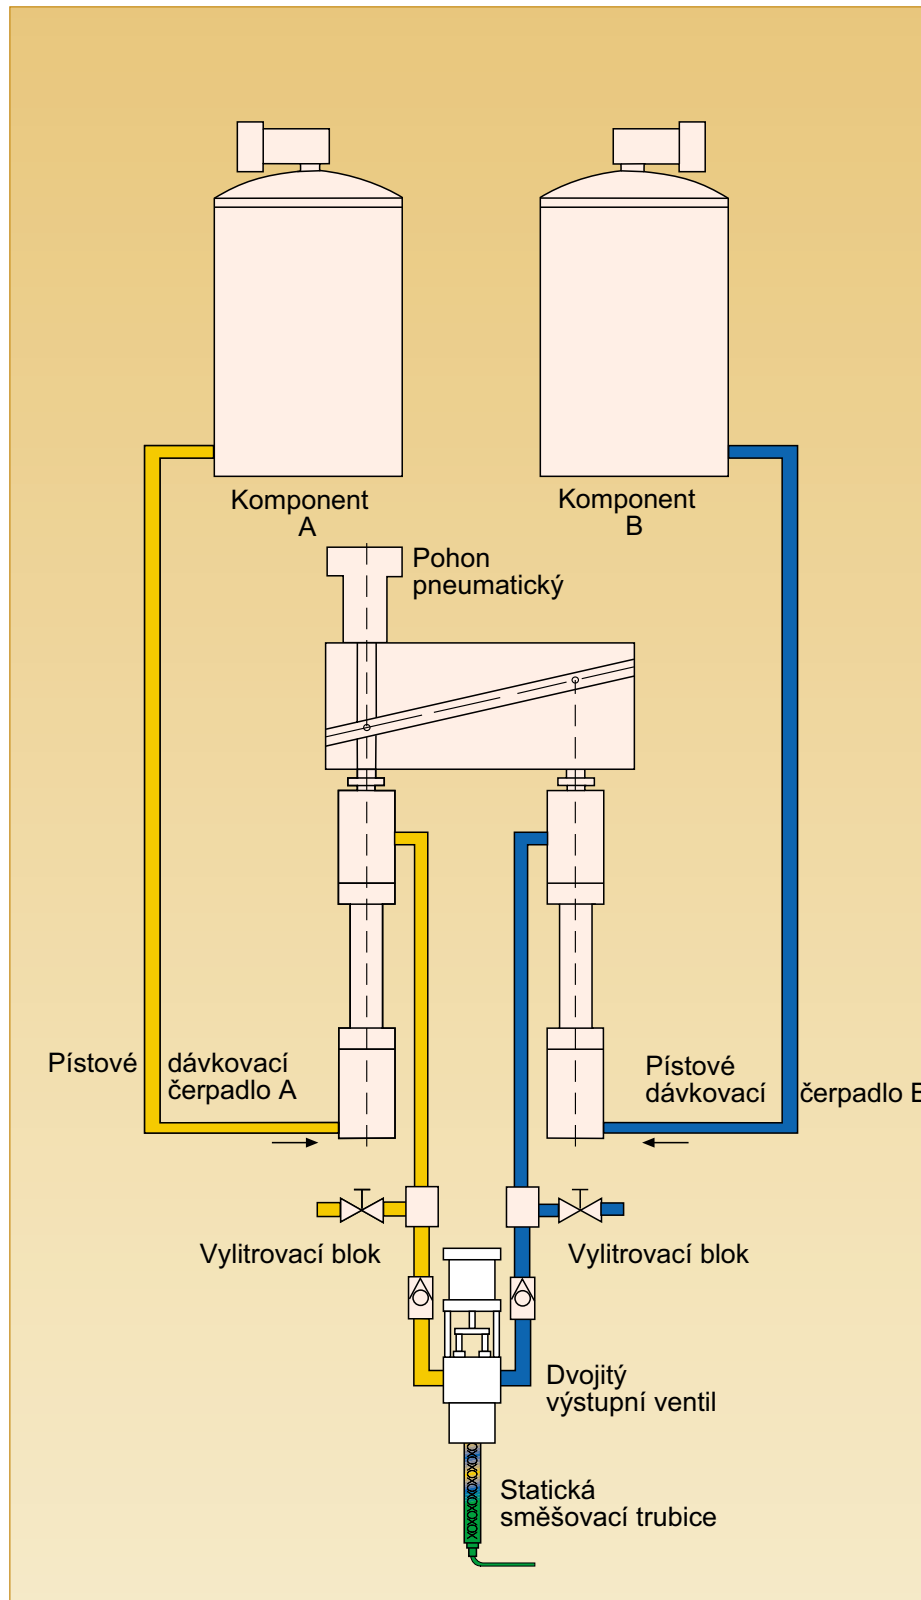 Komponent
A
Komponent
B
Pohon
pneumatický
Pístové dávkovací
čerpadlo A
Pístové
dávkovací čerpadlo
Vylitrovací blok
Vylitrovací blok
Dvojitý
výstupní ventil
Statická
směšovací trubice